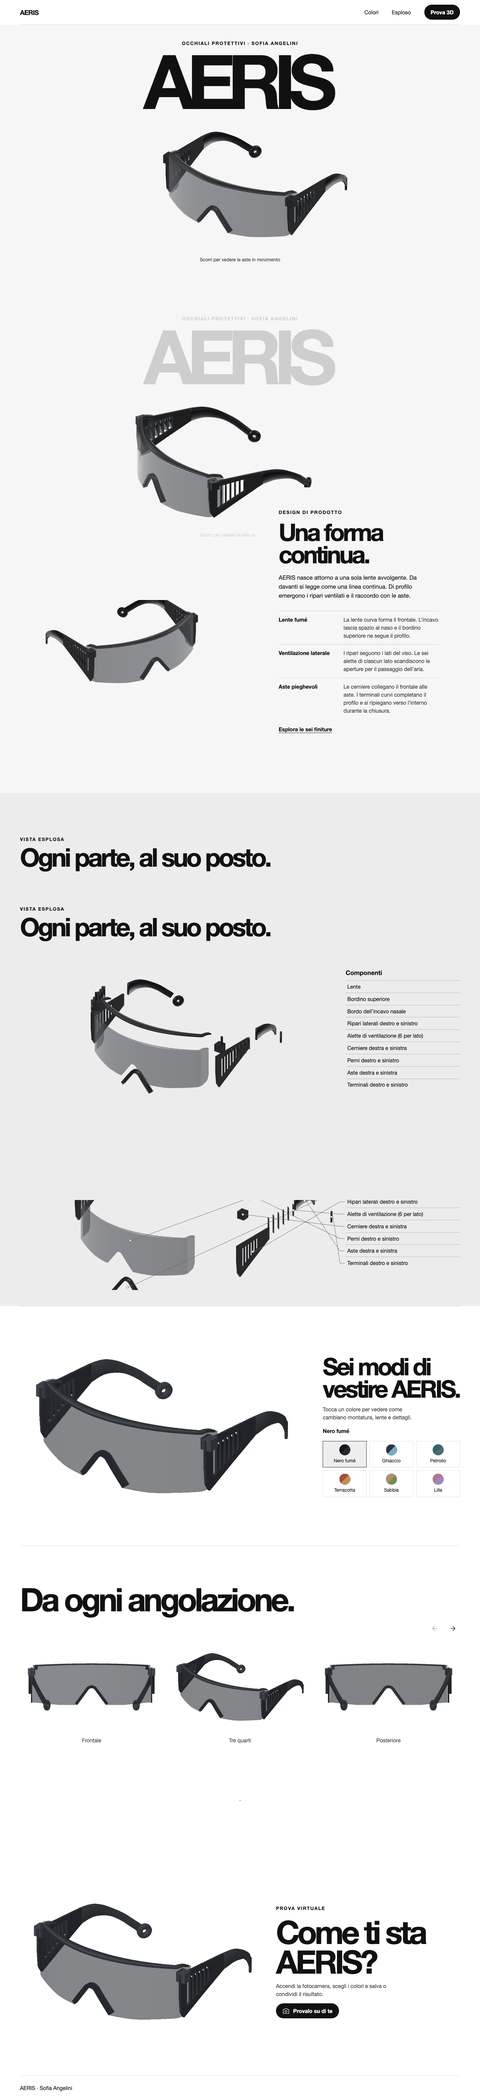 AERIS
Colori
Esploso
Prova 3D
OCCHIALI PROTETTIVI · SOFIA ANGELINI
AERIS
Scorri per vedere le aste in movimento
OCCHIALI PROTETTIVI · SOFIA ANGELINI
AERIS
DESIGN DI PRODOTTO
Una forma
continua.
AERIS nasce attorno a una sola lente avvolgente. Da
davanti si legge come una linea continua. Di profilo
emergono i ripari ventilati e il raccordo con le aste.
Lente fumé
La lente curva forma il frontale. L'incavo
lascia spazio al naso e il bordino
superiore ne segue il profilo.
Ventilazione laterale
I ripari seguono i lati del viso. Le sei
alette di ciascun lato scandiscono le
aperture per il passaggio dell'aria.
Aste pieghevoli
Le cerniere collegano il frontale alle
aste. I terminali curvi completano il
profilo e si ripiegano verso l'interno
durante la chiusura.
Esplora le sei finiture
VISTA ESPLOSA
Ogni parte, al suo posto.
VISTA ESPLOSA
Ogni parte, al suo posto.
Componenti
Lente
Bordino superiore
Bordo dell'incavo nasale
Ripari laterali destro e sinistro
Alette di ventilazione (6 per lato)
Cerniere destra e sinistra
Perni destro e sinistro
Aste destra e sinistra
Terminali destro e sinistro
Ripari laterali destro e sinistro
Alette di ventilazione (6 per lato)
Cerniere destra e sinistra
Perni destro e sinistro
Aste destra e sinistra
Terminali destro e sinistro
Sei modi di
vestire AERIS.
Tocca un colore per vedere come
cambiano montatura, lente e dettagli.
Nero fumé
Nero fumé
Ghiaccio
Petrolio
Terracotta
Sabbia
Lilla
Da ogni angolazione.
← →
Frontale
Tre quarti
Posteriore
PROVA VIRTUALE
Come ti sta
AERIS?
Accendi la fotocamera, scegli i colori e salva o
condividi il risultato.
Provalo su di te
AERIS · Sofia Angelini